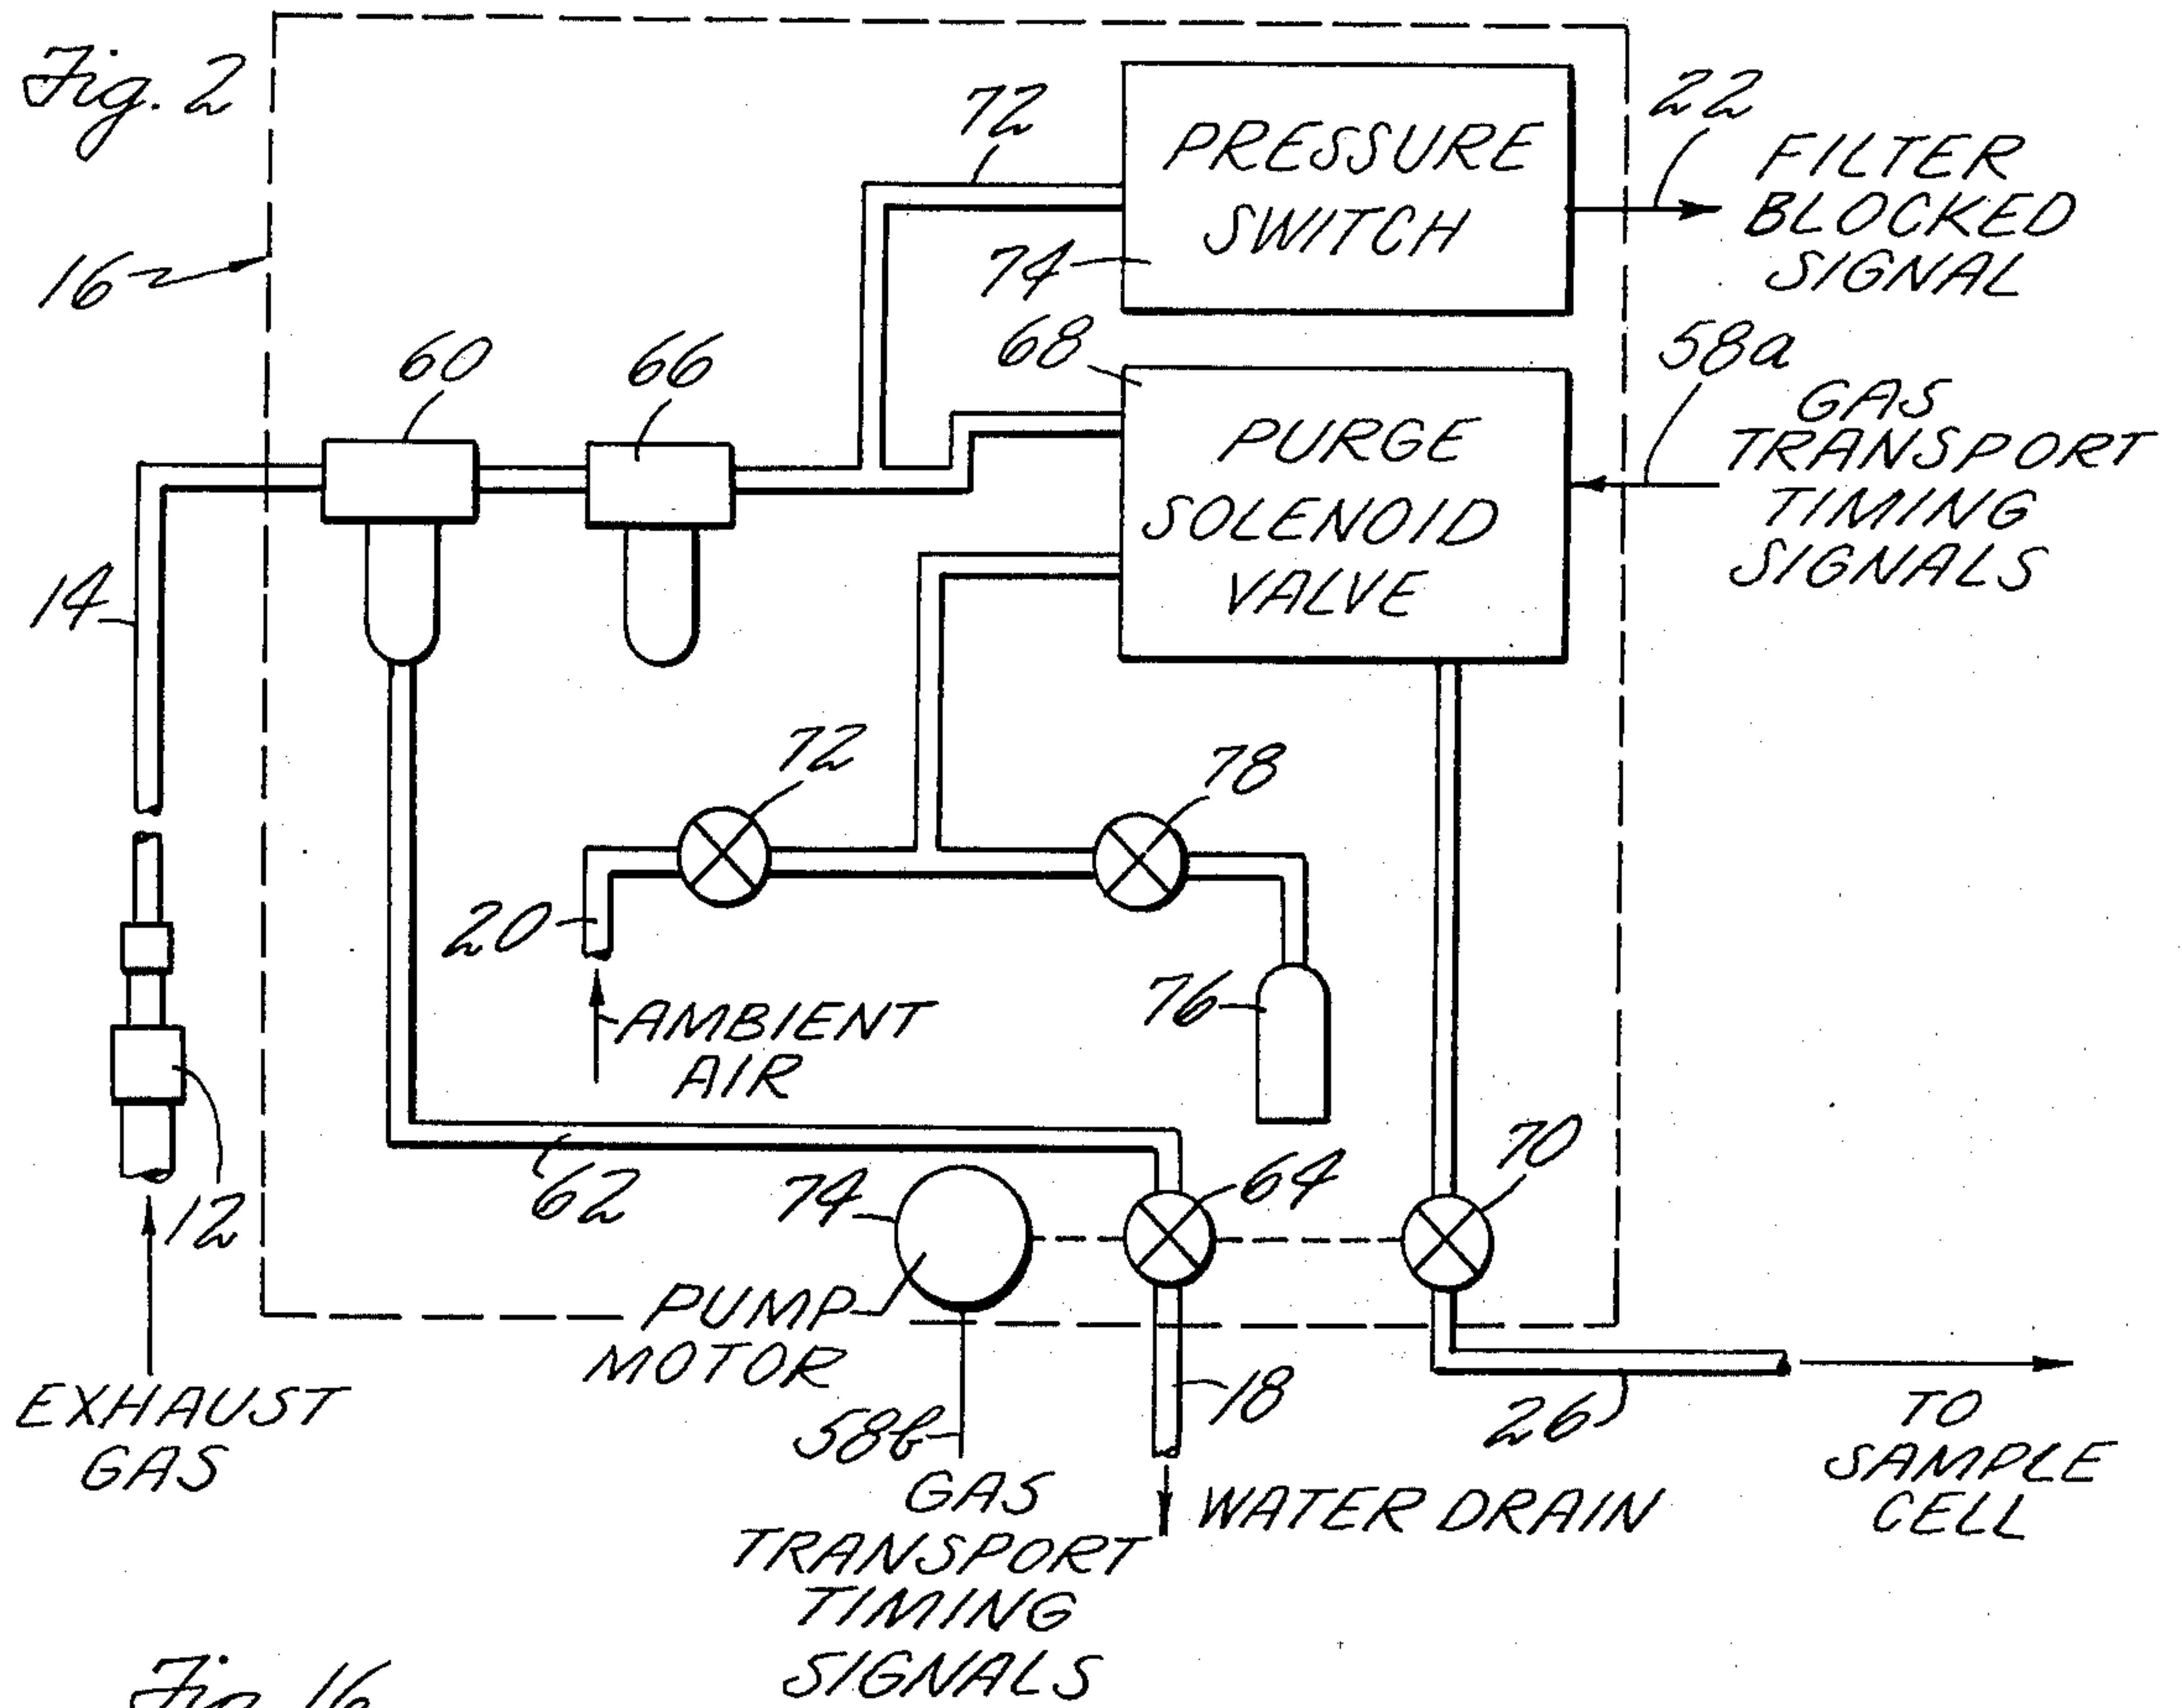 Fig. 2
72
PRESSURE
SWITCH
74
22
FILTER
BLOCKED
SIGNAL
16
60
66
68
PURGE
SOLENOID
VALVE
58a
GAS
TRANSPORT
TIMING
SIGNALS
14
72
78
20
AMBIENT
AIR
76
12
62
74
64
70
PUMP
MOTOR
EXHAUST
GAS
58b
GAS
TRANSPORT
TIMING
SIGNALS
18
WATER DRAIN
26
TO
SAMPLE
CELL
Fig. 16